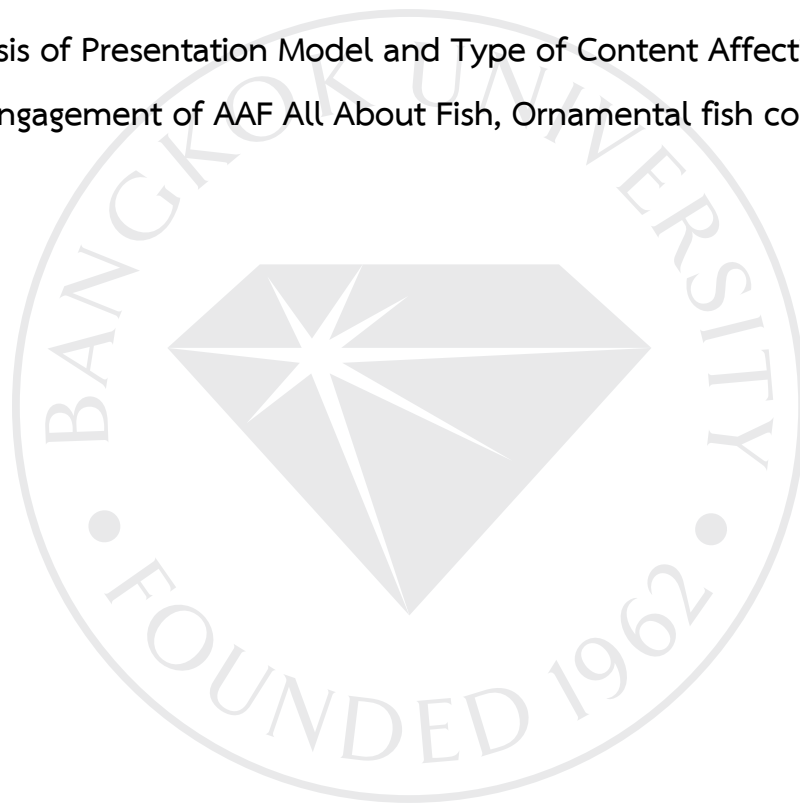 sis of Presentation Model and Type of Content Affect
ngagement of AAF All About Fish, Ornamental fish co
BANGKOK UNIVERSITY
FOUNDED 1962